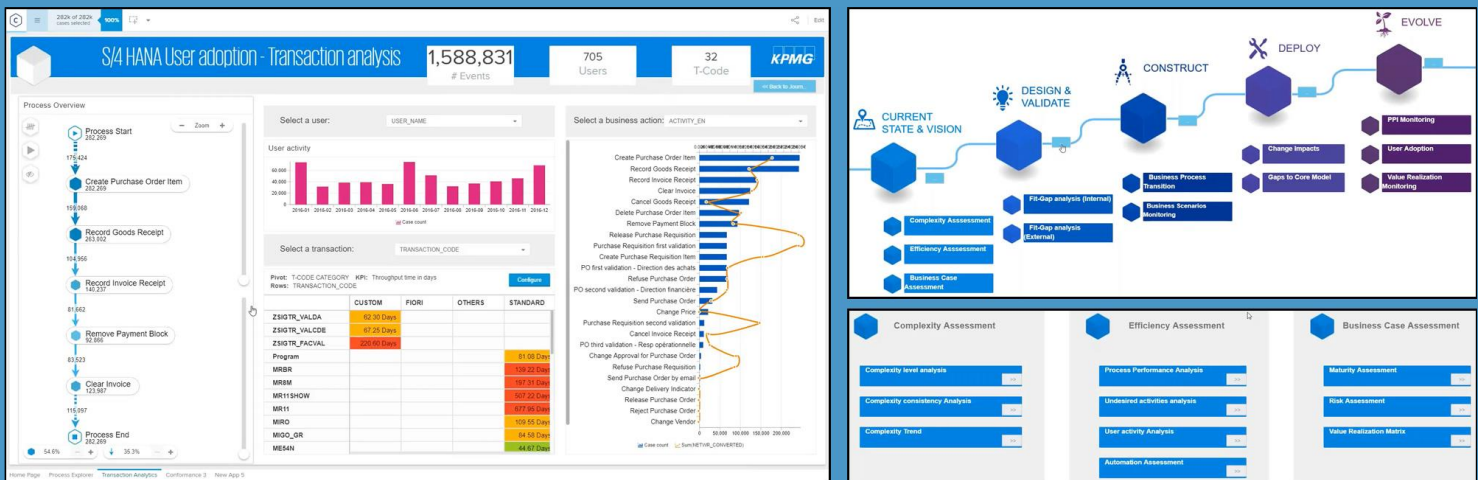 282k of 282k
cases selected
100%
Edit
S/4 HANA User adoption - Transaction analysis
1,588,831
# Events
705
Users
32
T-Code
KPMG
Process Overview
Zoom
Process Start
282.269
175,424
Create Purchase Order Item
282.269
159,068
Record Goods Receipt
263.002
104,955
Record Invoice Receipt
140.237
81,662
Remove Payment Block
92.866
83,523
Clear Invoice
123.987
115,097
Process End
282.269
54.6%
35.3%
Select a user:
USER_NAME
User activity
60.000
40.000
20.000
2016-01 2016-02 2016-03 2016-04 2016-05 2016-06 2016-07 2016-08 2016-09 2016-10 2016-11 2016-12
Case count
Select a transaction:
TRANSACTION_CODE
Pivot: T-CODE CATEGORY KPI: Throughput time in days
Rows: TRANSACTION_CODE
Configure
CUSTOM FIORI OTHERS STANDARD
ZSIGTR_VALDA 62.30 Days
ZSIGTR_VALCDE 67.25 Days
ZSIGTR_FACVAL 226.60 Days
Program 81.08 Days
MRBR 139.22 Days
MR8M 197.31 Days
MR11SHOW 507.22 Days
MR11 677.95 Days
MIRO 109.55 Days
MIGO_GR 84.58 Days
ME54N 44.67 Days
Select a business action: ACTIVITY_EN
Create Purchase Order Item
Record Goods Receipt
Record Invoice Receipt
Clear Invoice
Cancel Goods Receipt
Delete Purchase Order item
Remove Payment Block
Release Purchase Requisition
Purchase Requisition first validation
Create Purchase Requisition Item
PO first validation - Direction des achats
Refuse Purchase Order
PO second validation - Direction financière
Send Purchase Order
Change Price
Purchase Requisition second validation
Cancel Invoice Receipt
PO third validation - Resp opérationnelle
Change Approval for Purchase Order
Refuse Purchase Requisition
Send Purchase Order by email
Change Delivery Indicator
Release Purchase Order
Reject Purchase Order
Change Vendor
0 50.000 100.000 150.000 200.000
Case count Sum(NETWR_CONVERTED)
Home Page Process Explorer Transaction Analytics Conformance 3 New App 5
CURRENT
STATE & VISION
DESIGN &
VALIDATE
CONSTRUCT
DEPLOY
EVOLVE
Complexity Asssessment
Efficiency Asssessment
Business Case
Assessment
Fit-Gap analysis (Internal)
Fit-Gap analysis
(External)
Business Process
Transition
Business Scenarios
Monitoring
Change Impacts
Gaps to Core Model
PPI Monitoring
User Adoption
Value Realization
Monitoring
Complexity Assessment
Complexity level analysis
Complexity consistency Analysis
Complexity Trend
Efficiency Assessment
Process Performance Analysis
Undesired activities analysis
User activity Analysis
Automation Assessment
Business Case Assessment
Maturity Assessment
Risk Assessment
Value Realization Matrix